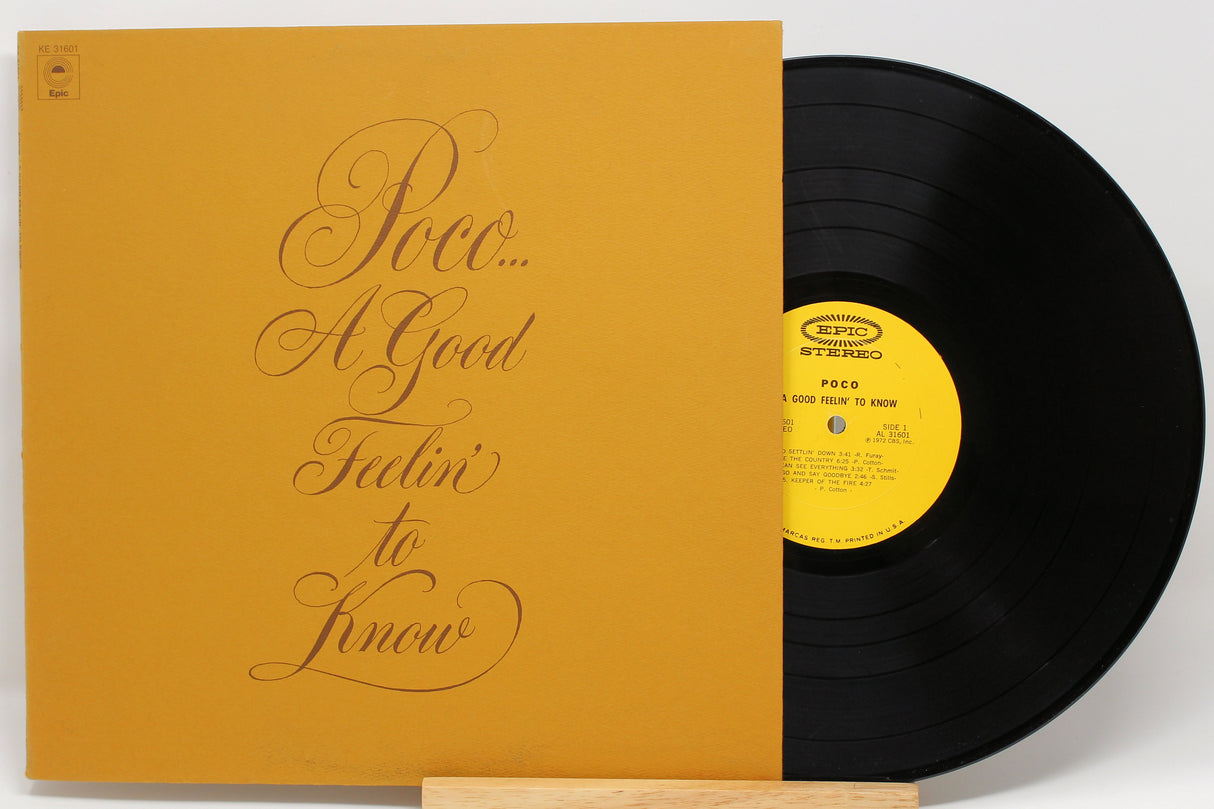 KE 31601
Epic
Poco...
A Good
Feelin'
to
Know
EPIC
STEREO
POCO
A GOOD FEELIN' TO KNOW
SIDE 1
AL 31601
℗ 1972 CBS, Inc.
SETTLIN' DOWN 3:41 -R. Furay-
THE COUNTRY 6:25 -P. Cotton-
CAN SEE EVERYTHING 3:32 -T. Schmit-
GO AND SAY GOODBYE 2:46 -S. Stills-
5. KEEPER OF THE FIRE 4:27
- P. Cotton -
MARCAS REG. T.M. PRINTED IN U.S.A.